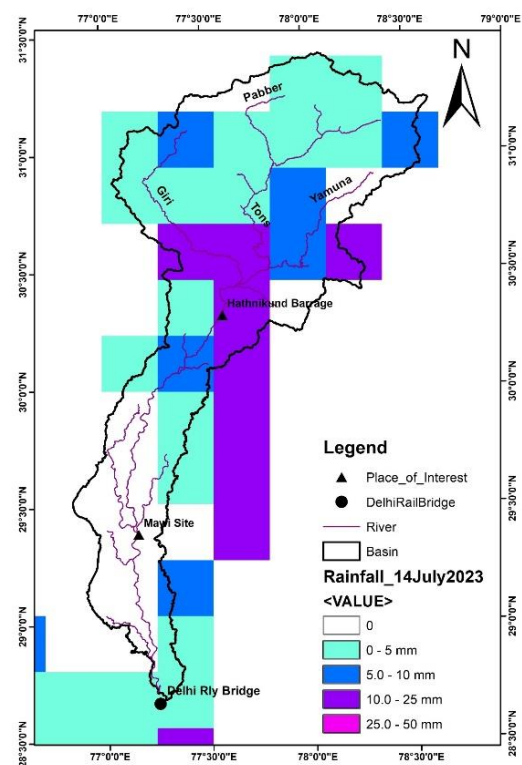 77°0'0"E 77°30'0"E 78°0'0"E 78°30'0"E 79°0'0"E
31°30'0"N
N
Pabber
31°0'0"N 31°0'0"N
Giri
Tons
Yamuna
30°30'0"N 30°30'0"N
Hathnikund Barrage
30°0'0"N 30°0'0"N
Legend
Place_of_Interest
DelhiRailBridge
River
Basin
Rainfall_14July2023
<VALUE>
0
0 - 5 mm
5.0 - 10 mm
10.0 - 25 mm
25.0 - 50 mm
29°30'0"N 29°30'0"N
Mawi Site
29°0'0"N 29°0'0"N
Delhi Rly Bridge
28°30'0"N 28°30'0"N
77°0'0"E 77°30'0"E 78°0'0"E 78°30'0"E